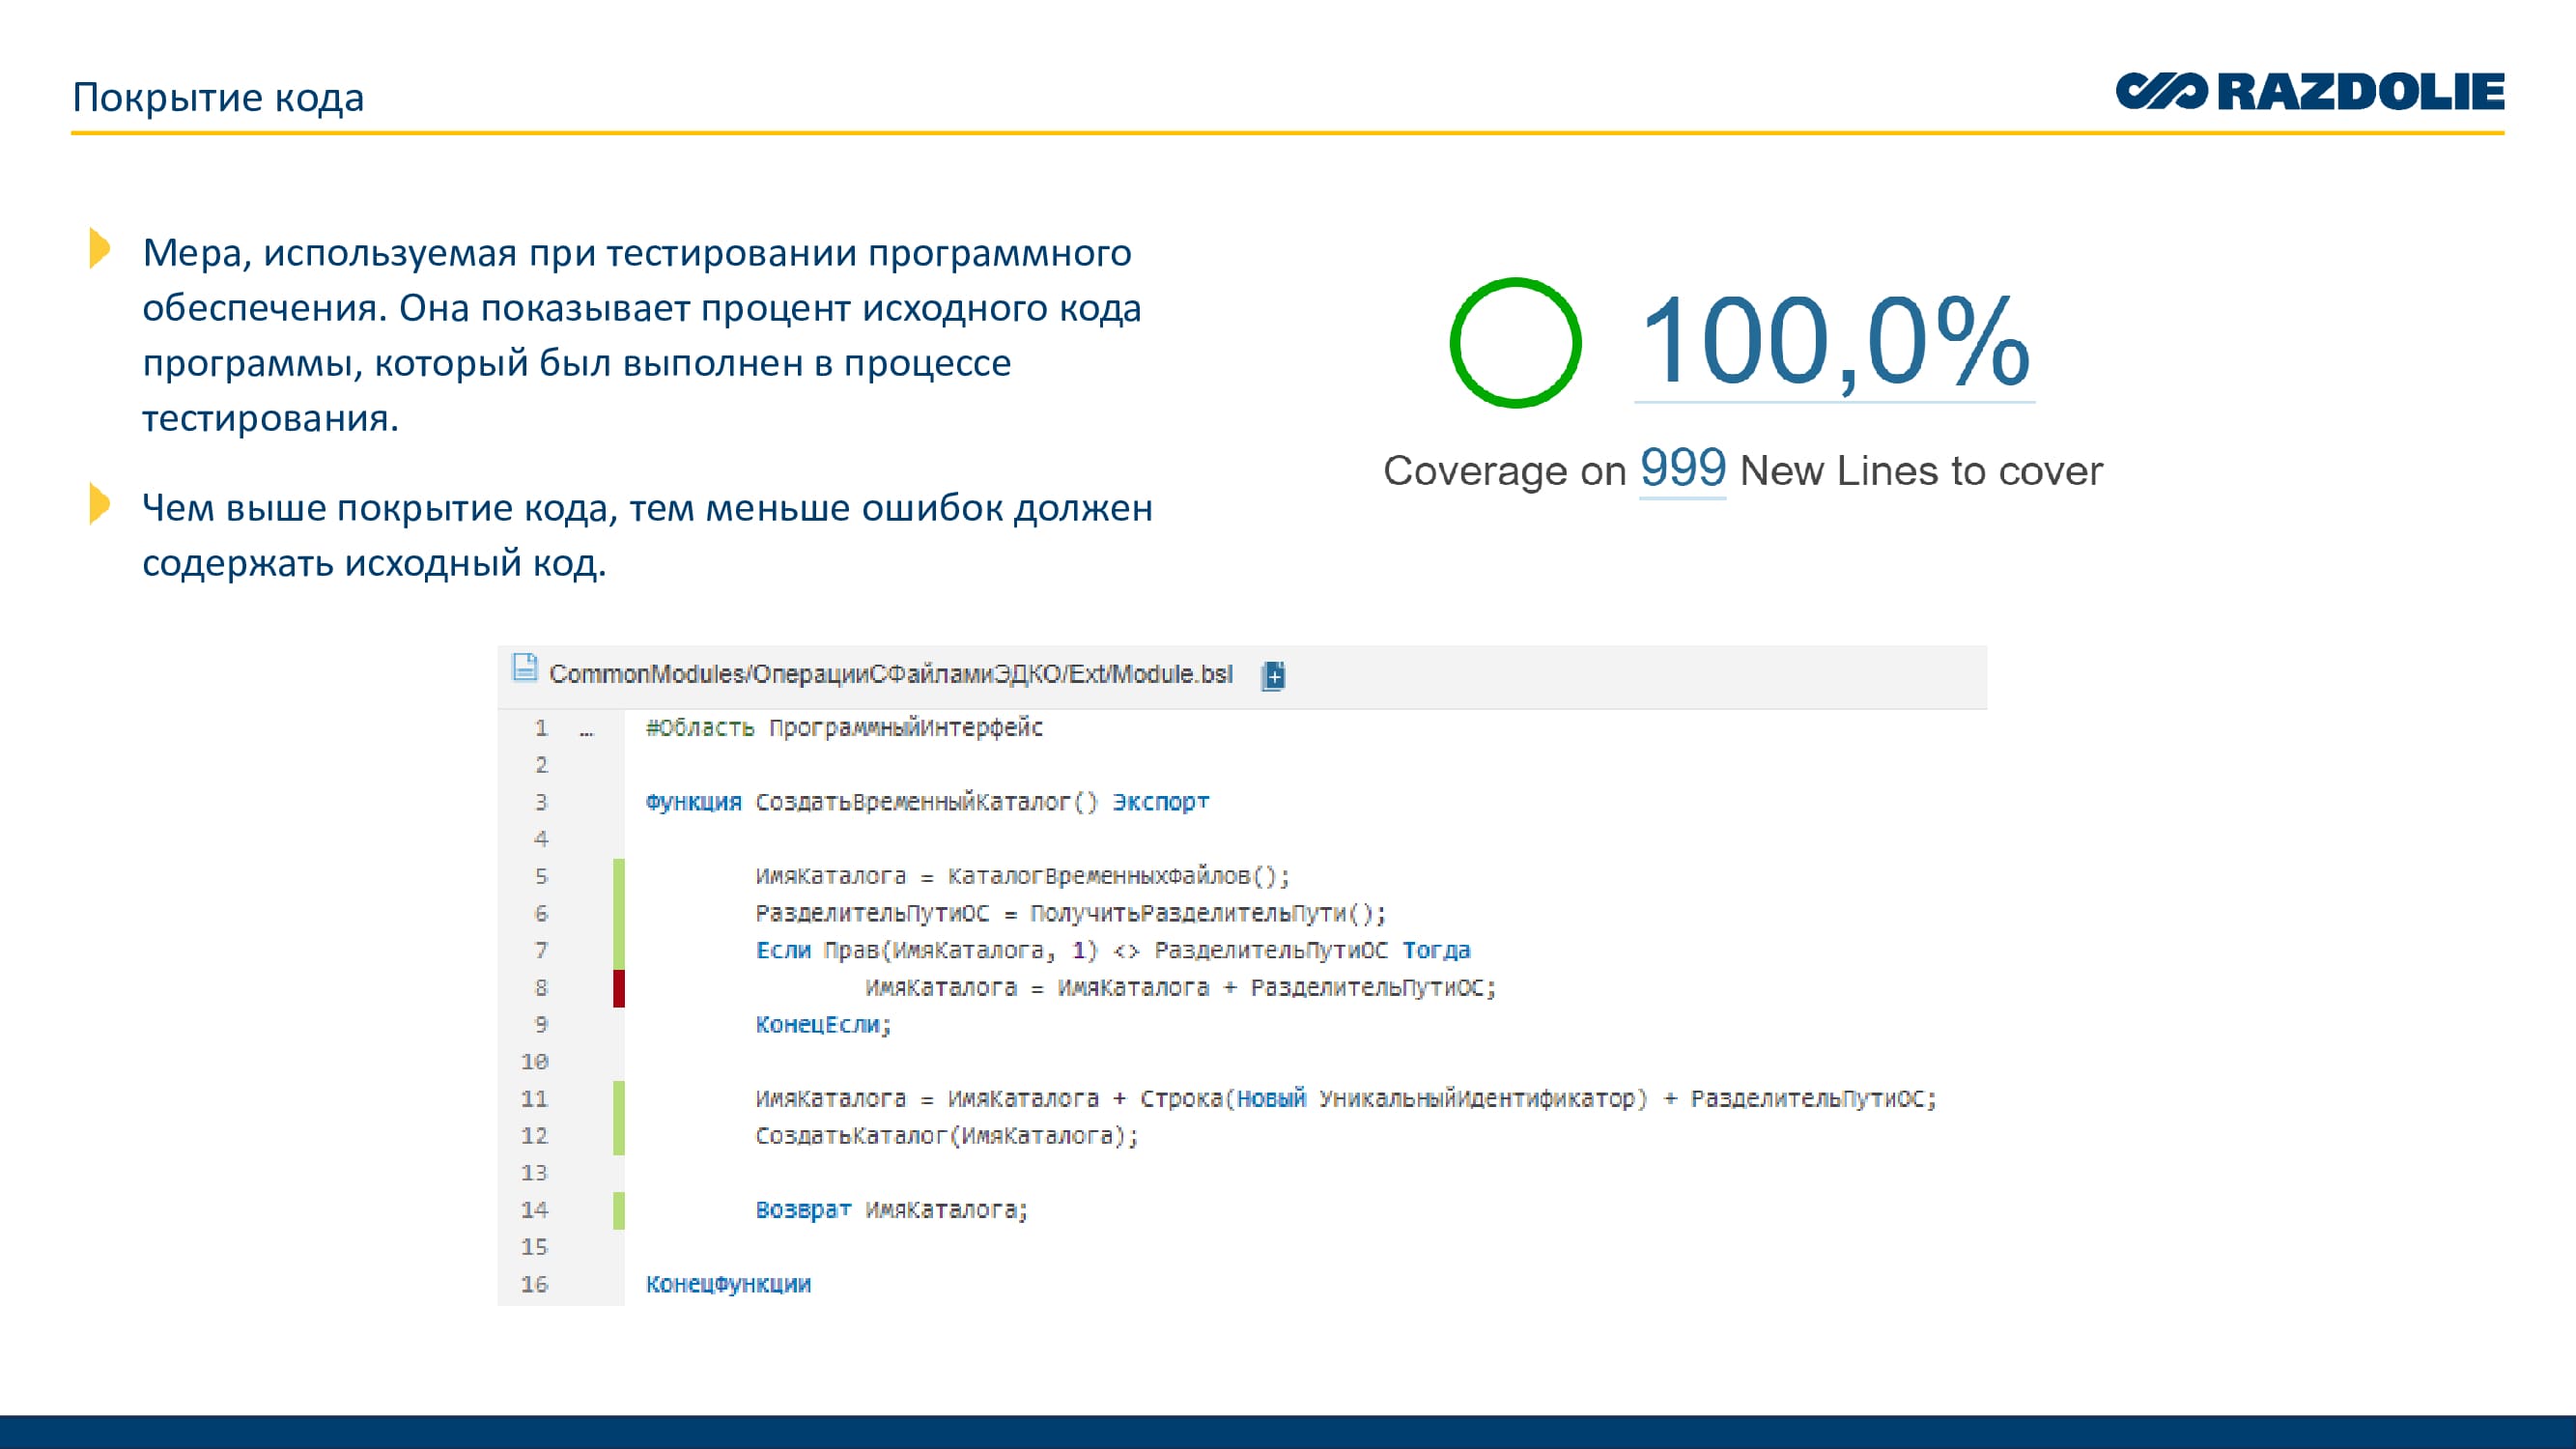 Покрытие кода
RAZDOLIE
Мера, используемая при тестировании программного
обеспечения. Она показывает процент исходного кода
программы, который был выполнен в процессе
тестирования.
Чем выше покрытие кода, тем меньше ошибок должен
содержать исходный код.
100,0%
Coverage on 999 New Lines to cover
CommonModules/ОперацииСФайламиЭДКО/Ext/Module.bsl
1 … #Область ПрограммныйИнтерфейс
2
3 Функция СоздатьВременныйКаталог() Экспорт
4
5 ИмяКаталога = КаталогВременныхФайлов();
6 РазделительПутиОС = ПолучитьРазделительПути();
7 Если Прав(ИмяКаталога, 1) <> РазделительПутиОС Тогда
8 ИмяКаталога = ИмяКаталога + РазделительПутиОС;
9 КонецЕсли;
10
11 ИмяКаталога = ИмяКаталога + Строка(Новый УникальныйИдентификатор) + РазделительПутиОС;
12 СоздатьКаталог(ИмяКаталога);
13
14 Возврат ИмяКаталога;
15
16 КонецФункции